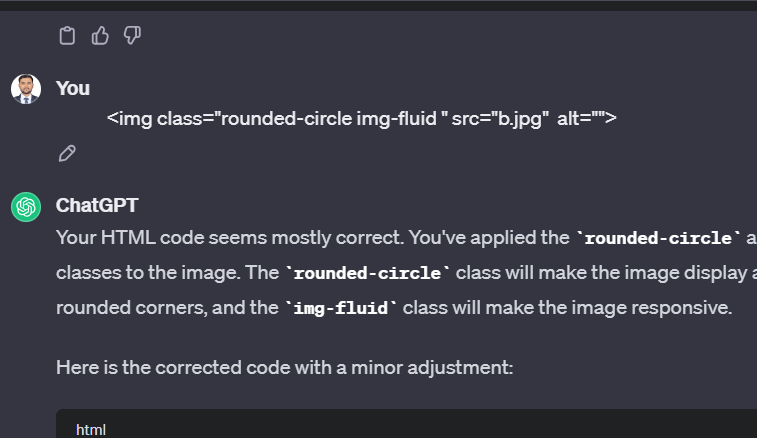 You
<img class="rounded-circle img-fluid " src="b.jpg"  alt="">
ChatGPT
Your HTML code seems mostly correct. You've applied the `rounded-circle` a
classes to the image. The `rounded-circle` class will make the image display a
rounded corners, and the `img-fluid` class will make the image responsive.
Here is the corrected code with a minor adjustment:
html